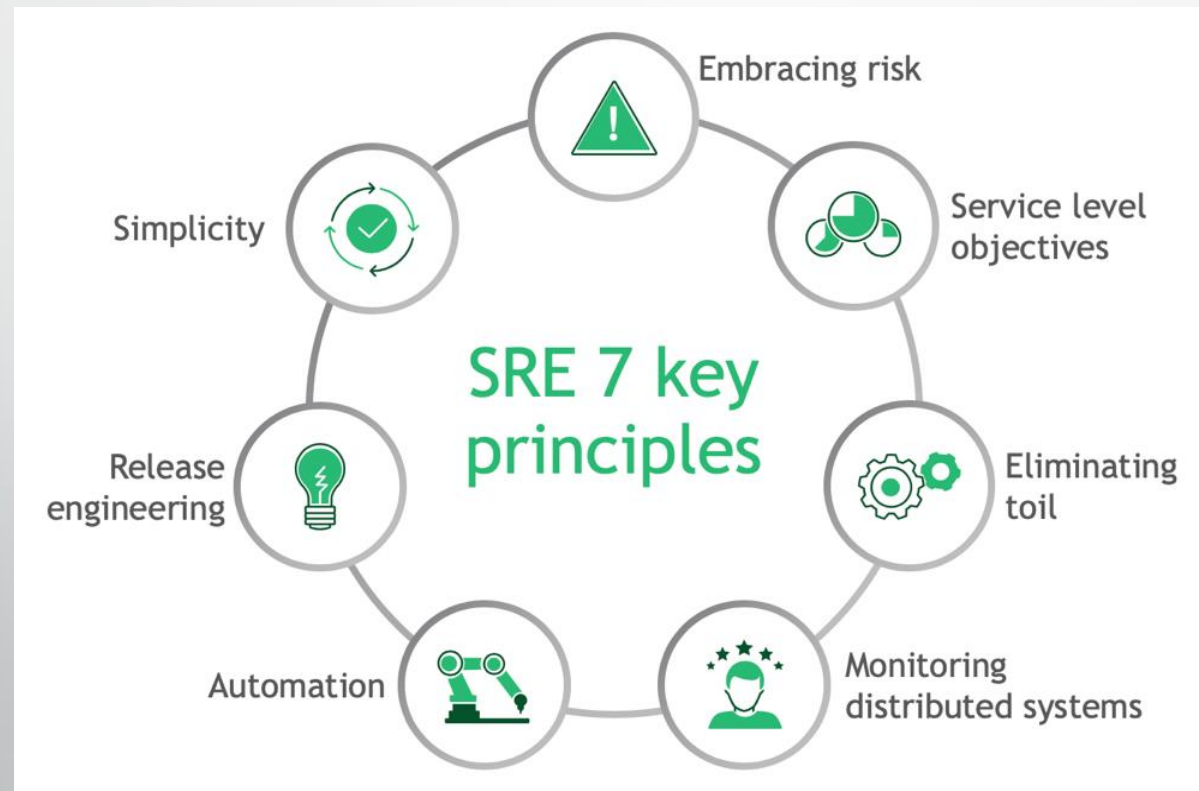 Embracing risk
Service level
objectives
Eliminating
toil
Monitoring
distributed systems
Automation
Release
engineering
Simplicity
SRE 7 key
principles